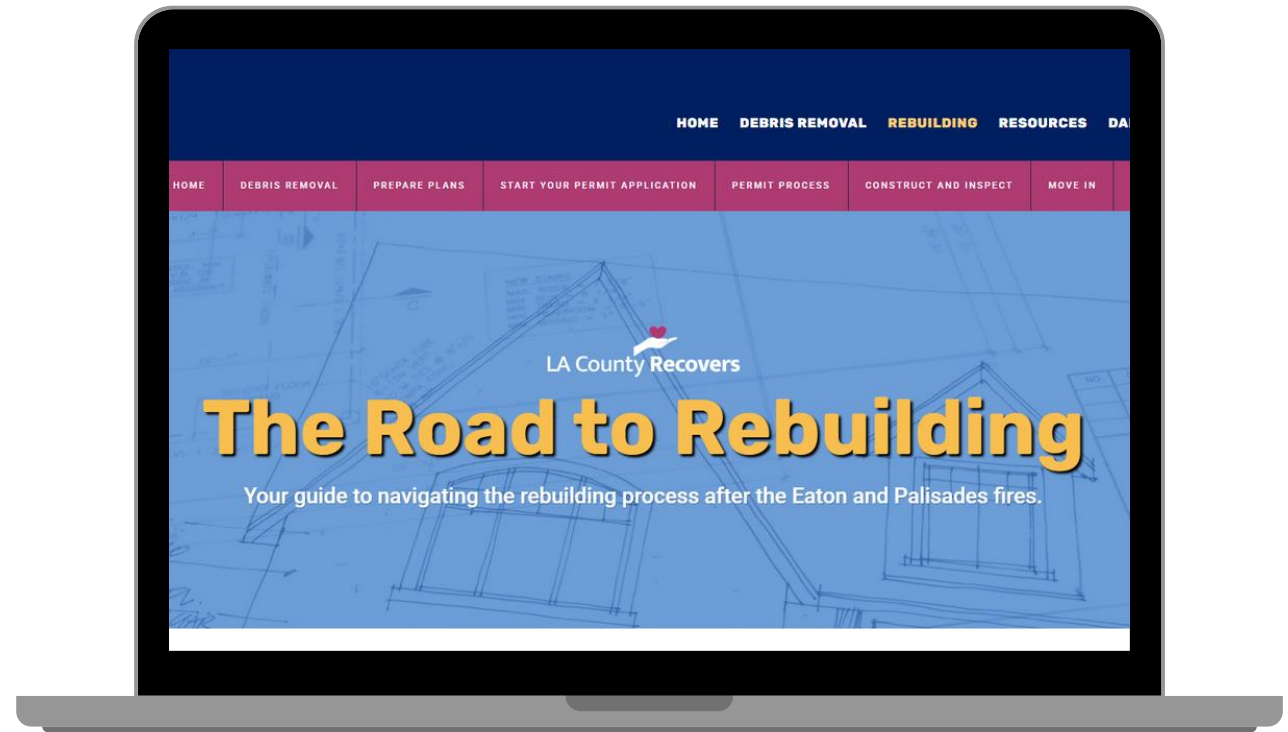 HOME DEBRIS REMOVAL REBUILDING RESOURCES
HOME DEBRIS REMOVAL PREPARE PLANS START YOUR PERMIT APPLICATION PERMIT PROCESS CONSTRUCT AND INSPECT MOVE IN
LA County Recovers
The Road to Rebuilding
Your guide to navigating the rebuilding process after the Eaton and Palisades fires.